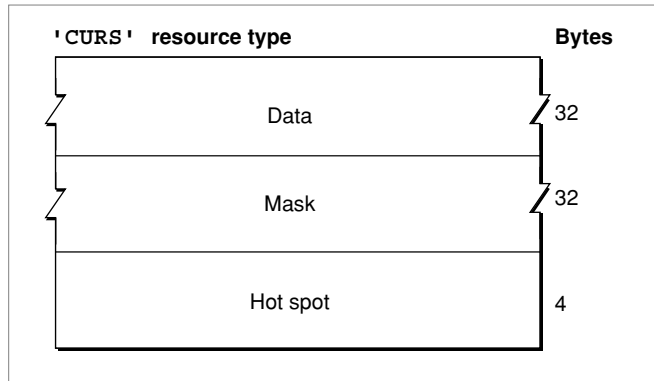 'CURS' resource type Bytes
Data 32
Mask 32
Hot spot 4